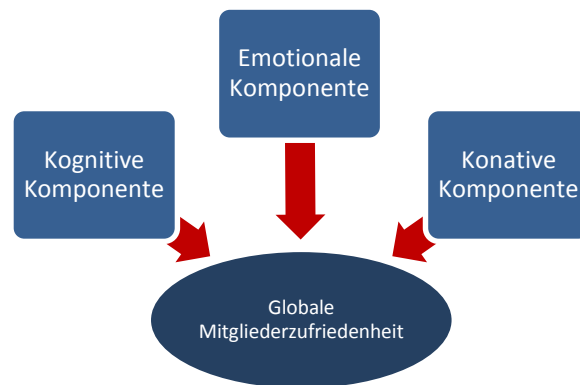 Emotionale
Komponente
Kognitive
Komponente
Konative
Komponente
Globale
Mitgliederzufriedenheit